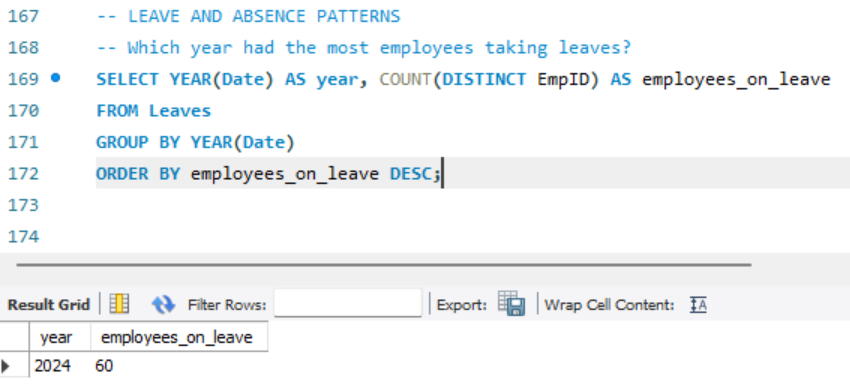 167 -- LEAVE AND ABSENCE PATTERNS
168 -- Which year had the most employees taking leaves?
169 SELECT YEAR(Date) AS year, COUNT(DISTINCT EmpID) AS employees_on_leave
170 FROM Leaves
171 GROUP BY YEAR(Date)
172 ORDER BY employees_on_leave DESC;
173
174
Result Grid Filter Rows: Export: Wrap Cell Content:
year employees_on_leave
2024 60